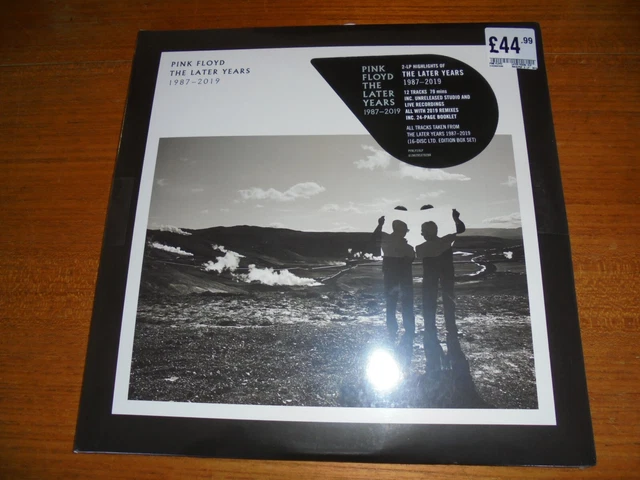 PINK FLOYD
THE LATER YEARS
1987-2019
PINK
FLOYD
THE
LATER
YEARS
1987-2019
2-LP HIGHLIGHTS OF
THE LATER YEARS
1987-2019
12 TRACKS 78 mins
INC. UNRELEASED STUDIO AND
LIVE RECORDINGS
ALL WITH 2019 REMIXES
INC. 24-PAGE BOOKLET
ALL TRACKS TAKEN FROM
THE LATER YEARS 1987-2019
(16-DISC LTD. EDITION BOX SET)
£44.99